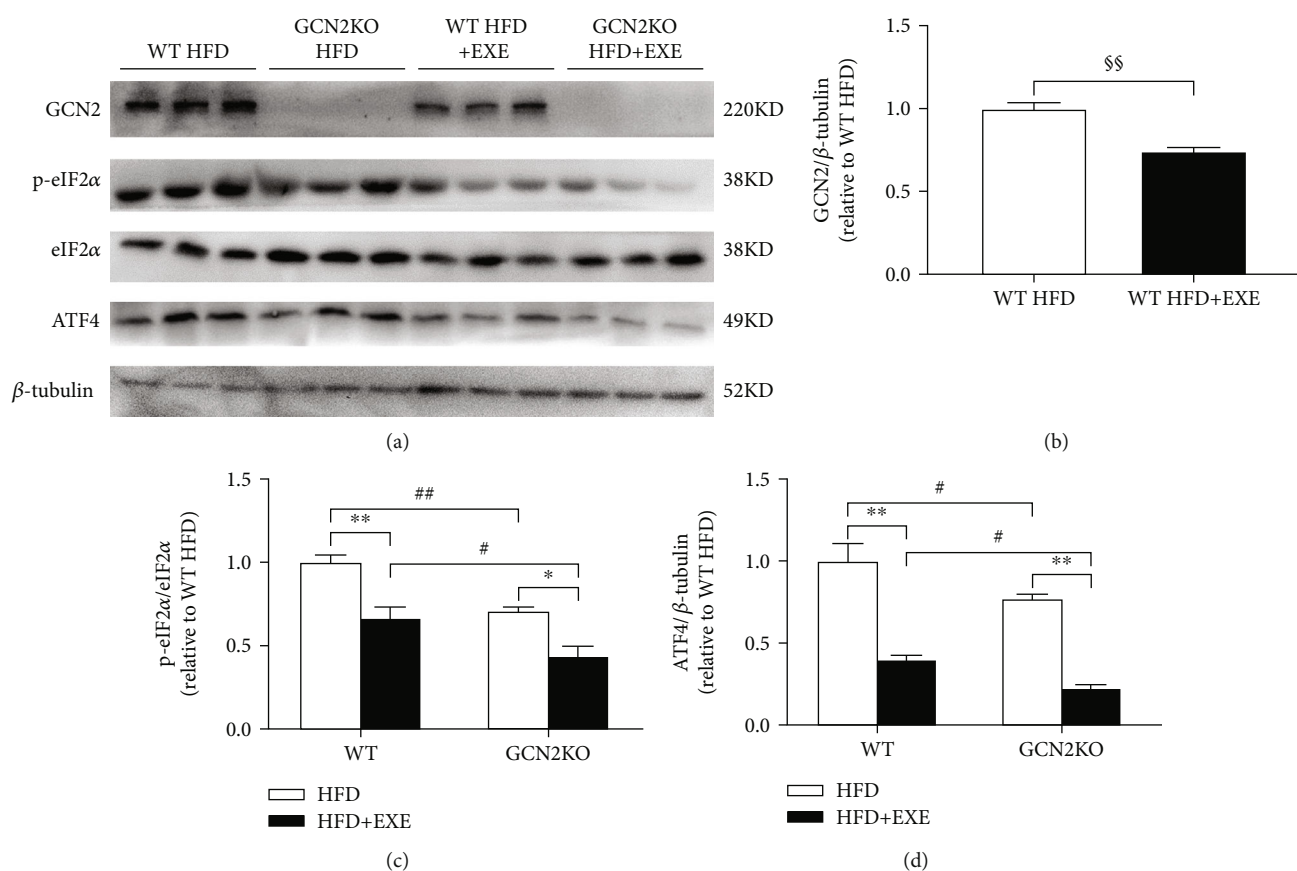 WT HFD
GCN2KO
HFD
WT HFD
+EXE
GCN2KO
HFD+EXE
GCN2
220KD
p-eIF2α
38KD
eIF2α
38KD
ATF4
49KD
β-tubulin
52KD
(a)
GCN2/β-tubulin
(relative to WT HFD)
1.5
1.0
0.5
0.0
§§
WT HFD
WT HFD+EXE
(b)
p-eIF2α/eIF2α
(relative to WT HFD)
1.5
1.0
0.5
0.0
##
**
#
*
WT
GCN2KO
HFD
HFD+EXE
(c)
ATF4/β-tubulin
(relative to WT HFD)
1.5
1.0
0.5
0.0
#
**
#
**
WT
GCN2KO
HFD
HFD+EXE
(d)